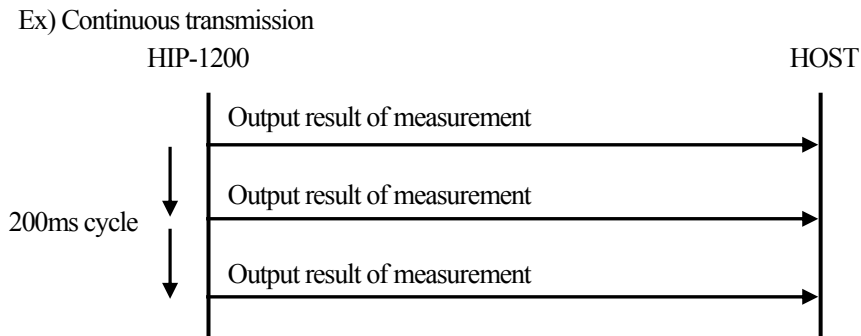 Ex) Continuous transmission
HIP-1200 HOST
Output result of measurement
Output result of measurement
200ms cycle
Output result of measurement